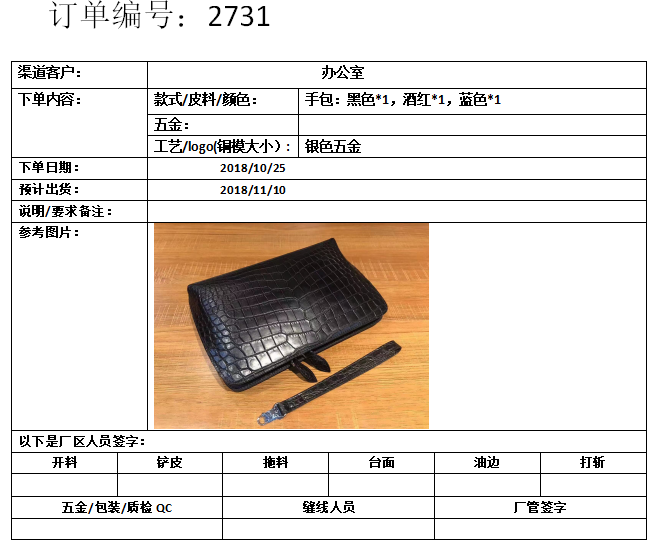 订单编号：2731
渠道客户： 办公室
下单内容： 款式/皮料/颜色： 手包：黑色*1，酒红*1，蓝色*1
五金：
工艺/logo(铜模大小）： 银色五金
下单日期： 2018/10/25
预计出货： 2018/11/10
说明/要求备注：
参考图片：
以下是厂区人员签字：
开料 铲皮 拖料 台面 油边 打斩
五金/包装/质检QC 缝线人员 厂管签字